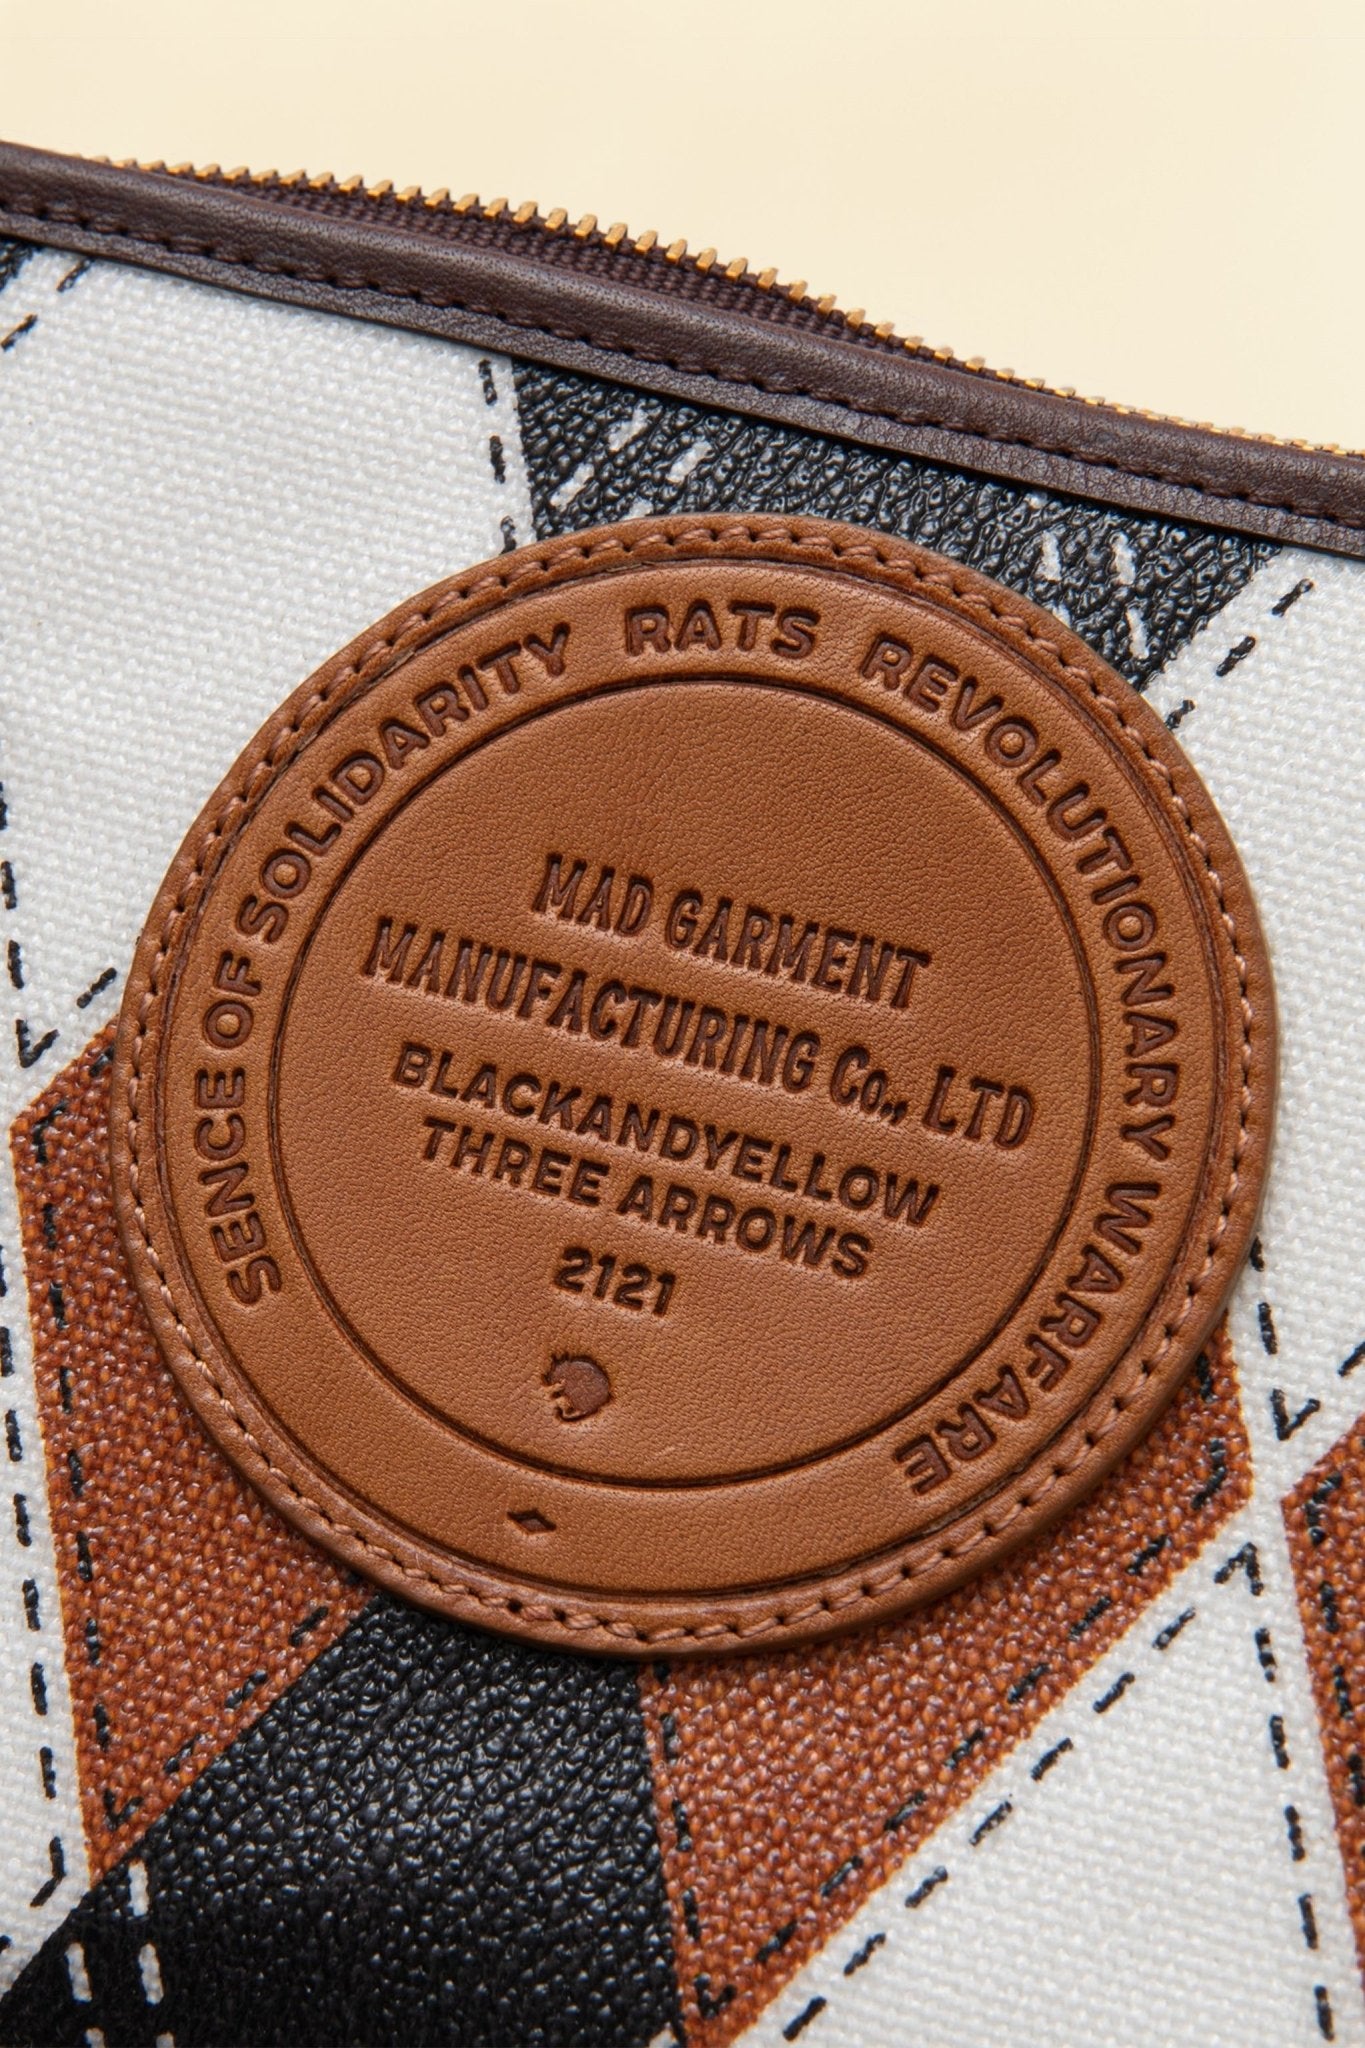 SENCE OF SOLIDARITY RATS REVOLUTIONARY WARFARE
MAD GARMENT
MANUFACTURING Co., LTD
BLACKANDYELLOW
THREE ARROWS
2121